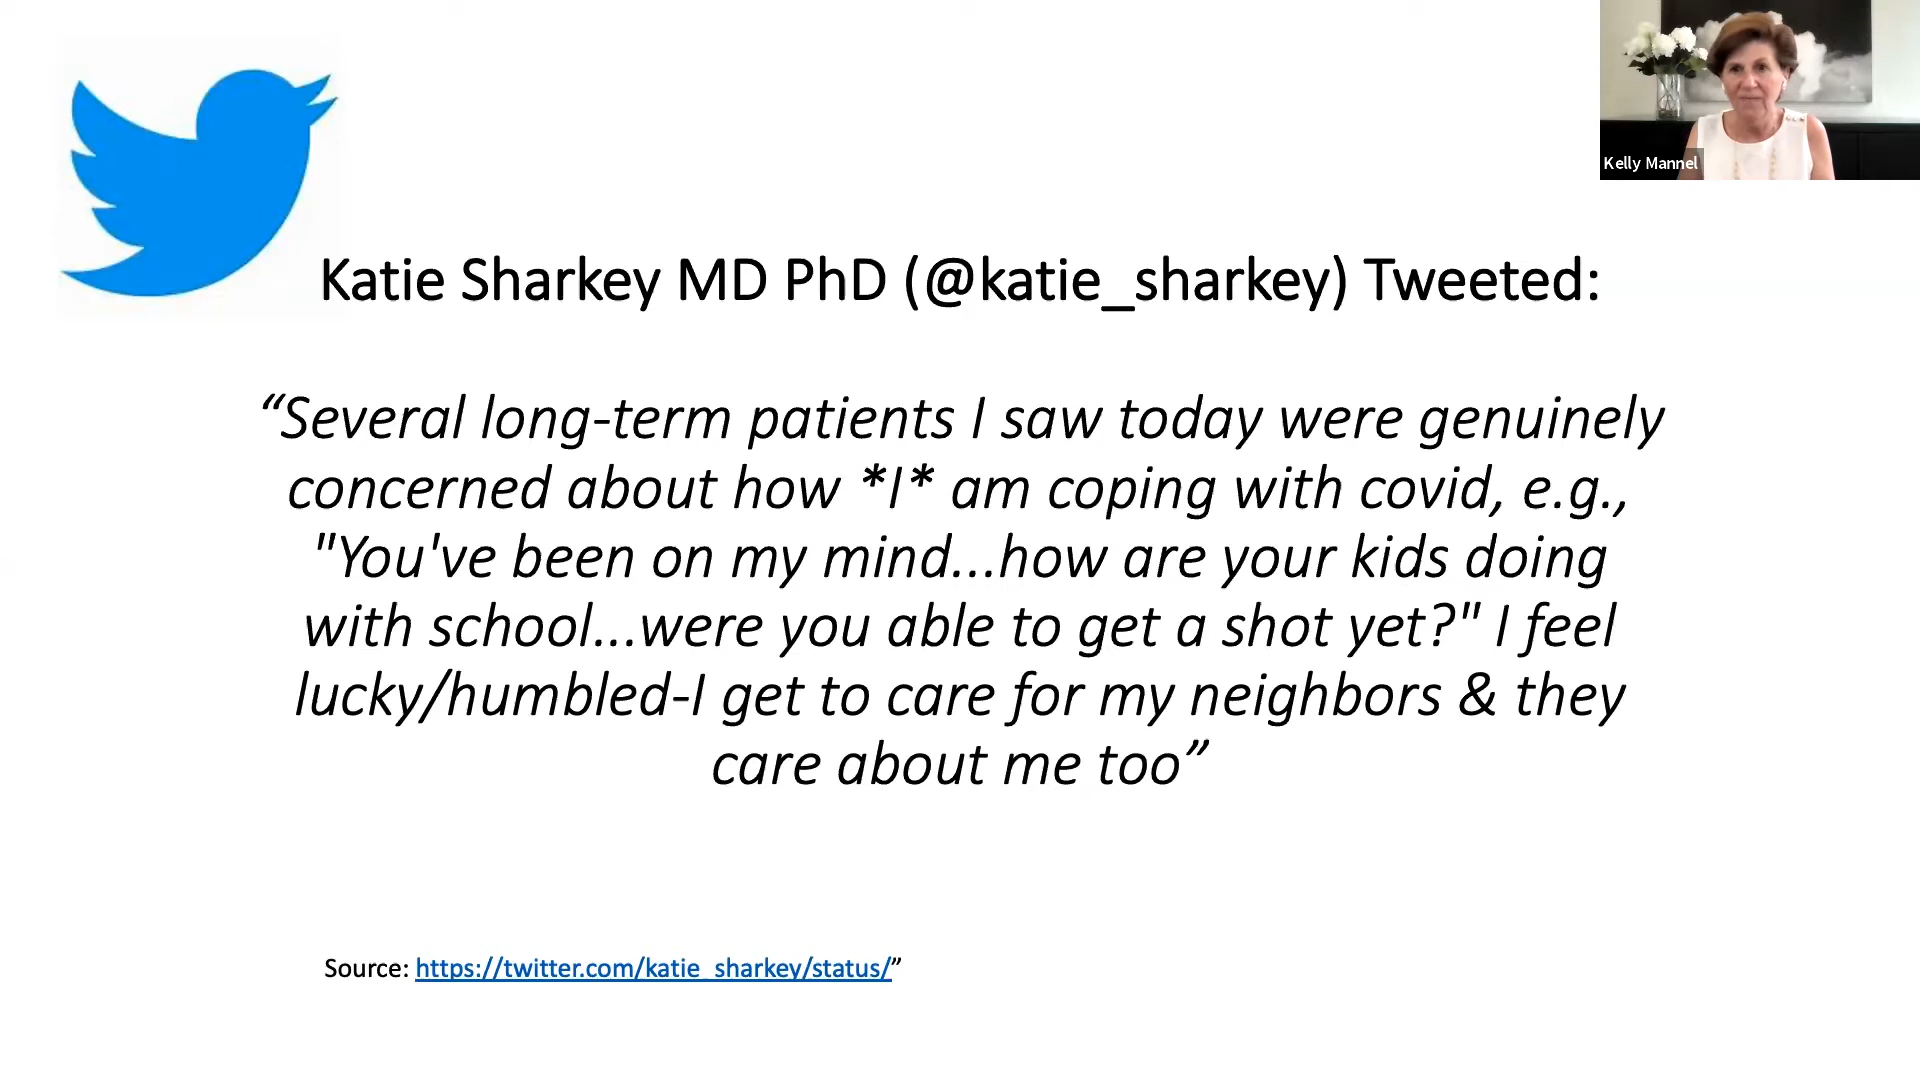 Kelly Mannel
Katie Sharkey MD PhD (@katie_sharkey) Tweeted:
“Several long-term patients I saw today were genuinely
concerned about how *I* am coping with covid, e.g.,
"You've been on my mind...how are your kids doing
with school...were you able to get a shot yet?" I feel
lucky/humbled-I get to care for my neighbors & they
care about me too”
Source: https://twitter.com/katie_sharkey/status/”